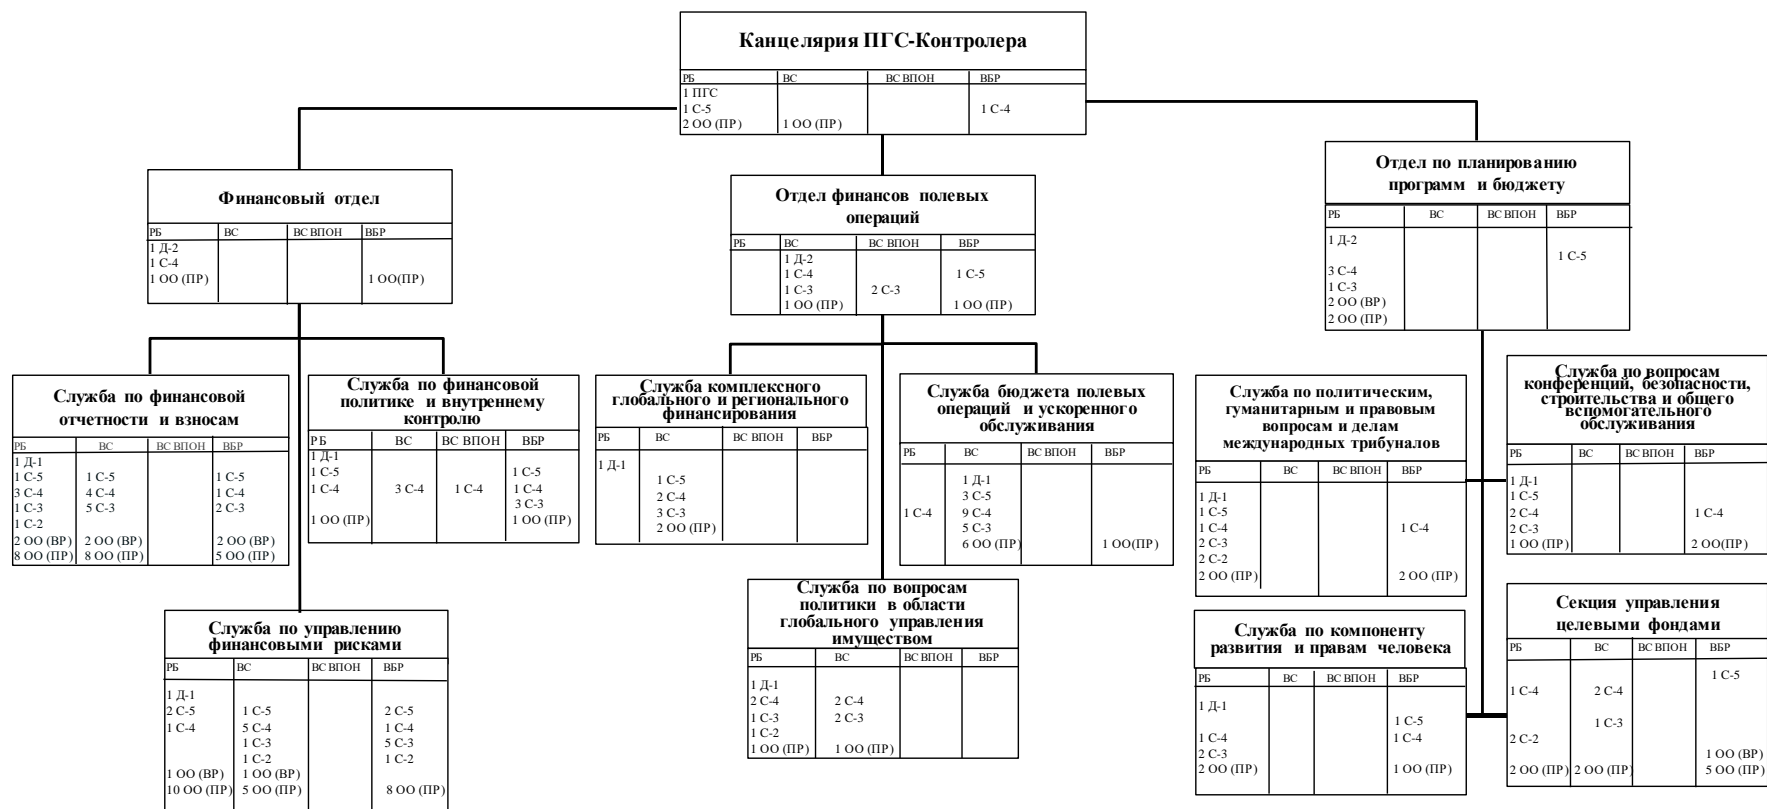 Канцелярия ПГС-Контролера
РБ ВС ВС ВПОН ВБР
1 ПГС
1 С-5 1 С-4
2 ОО (ПР) 1 ОО (ПР)
Финансовый отдел
РБ ВС ВС ВПОН ВБР
1 Д-2
1 С-4
1 ОО (ПР) 1 ОО(ПР)
Отдел финансов полевых
операций
РБ ВС ВС ВПОН ВБР
1 Д-2
1 С-4 1 С-5
1 С-3 2 С-3
1 ОО (ПР) 1 ОО (ПР)
Отдел по планированию
программ и бюджету
РБ ВС ВС ВПОН ВБР
1 Д-2
1 С-5
3 С-4
1 С-3
2 ОО (ВР)
2 ОО (ПР)
Служба по финансовой
отчетности и взносам
РБ ВС ВС ВПОН ВБР
1 Д-1
1 С-5 1 С-5 1 С-5
3 С-4 4 С-4 1 С-4
1 С-3 5 С-3 2 С-3
1 С-2
2 ОО (ВР) 2 ОО (ВР) 2 ОО (ВР)
8 ОО (ПР) 8 ОО (ПР) 5 ОО (ПР)
Служба по финансовой
политике и внутреннему
контролю
РБ ВС ВС ВПОН ВБР
1 Д-1
1 С-5 1 С-5
1 С-4 3 С-4 1 С-4 1 С-4
3 С-3
1 ОО (ПР) 1 ОО (ПР)
Служба комплексного
глобального и регионального
финансирования
РБ ВС ВС ВПОН ВБР
1 Д-1
1 С-5
2 С-4
3 С-3
2 ОО (ПР)
Служба бюджета полевых
операций и ускоренного
обслуживания
РБ ВС ВС ВПОН ВБР
1 Д-1
3 С-5
1 С-4 9 С-4
5 С-3
6 ОО (ПР) 1 ОО(ПР)
Служба по политическим,
гуманитарным и правовым
вопросам и делам
международных трибуналов
РБ ВС ВС ВПОН ВБР
1 Д-1
1 С-5
1 С-4 1 С-4
2 С-3
2 С-2
2 ОО (ПР) 2 ОО (ПР)
Служба по вопросам
конференций, безопасности,
строительства и общего
вспомогательного
обслуживания
РБ ВС ВС ВПОН ВБР
1 Д-1
1 С-5
2 С-4 1 С-4
2 С-3
1 ОО (ПР) 2 ОО(ПР)
Служба по управлению
финансовыми рисками
РБ ВС ВС ВПОН ВБР
1 Д-1
2 С-5 1 С-5 2 С-5
1 С-4 5 С-4 1 С-4
1 С-3 5 С-3
1 С-2 1 С-2
1 ОО (ВР) 1 ОО (ВР)
10 ОО (ПР) 5 ОО (ПР) 8 ОО (ПР)
Служба по вопросам
политики в области
глобального управления
имуществом
РБ ВС ВС ВПОН ВБР
1 Д-1
2 С-4 2 С-4
1 С-3 2 С-3
1 С-2
1 ОО (ПР) 1 ОО (ПР)
Служба по компоненту
развития и правам человека
РБ ВС ВС ВПОН ВБР
1 Д-1
1 С-5
1 С-4 1 С-4
2 С-3
2 ОО (ПР) 1 ОО (ПР)
Секция управления
целевыми фондами
РБ ВС ВС ВПОН ВБР
1 С-5
1 С-4 2 С-4
1 С-3
2 С-2
1 ОО (ВР)
2 ОО (ПР) 2 ОО (ПР) 5 ОО (ПР)